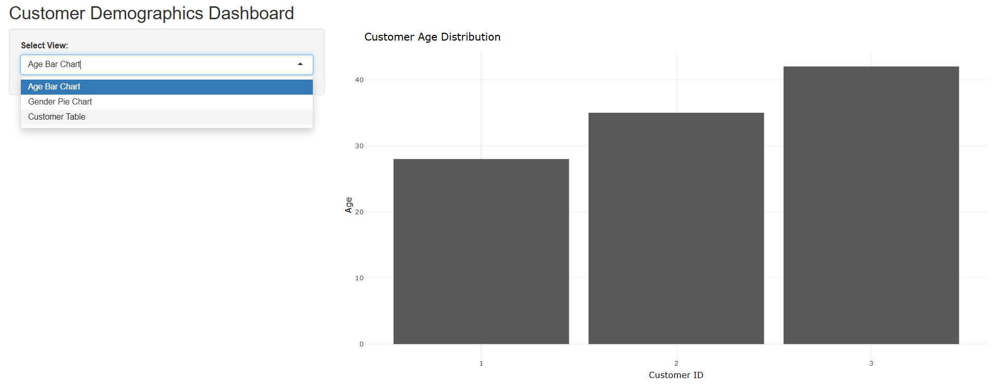 Customer Demographics Dashboard
Select View:
Age Bar Chart
Age Bar Chart
Gender Pie Chart
Customer Table
Customer Age Distribution
40
30
20
10
0
Age
1 2 3
Customer ID